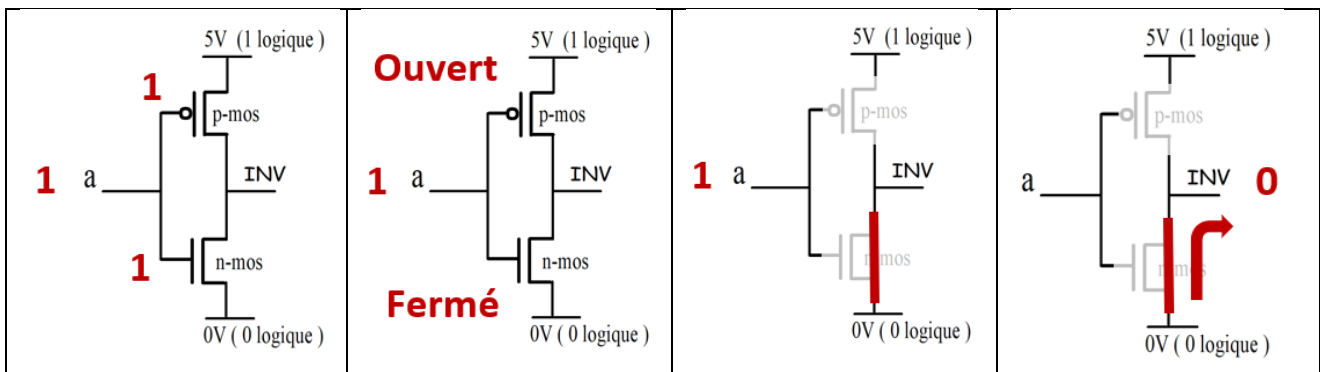 5V (1 logique )
1
p-mos
1
a
INV
1
n-mos
0V ( 0 logique )
5V (1 logique )
Ouvert
p-mos
1
a
INV
n-mos
Fermé
0V ( 0 logique )
5V (1 logique )
p-mos
1
a
INV
n-mos
0V ( 0 logique )
5V (1 logique )
p-mos
a
INV
0
n-mos
0V ( 0 logique )